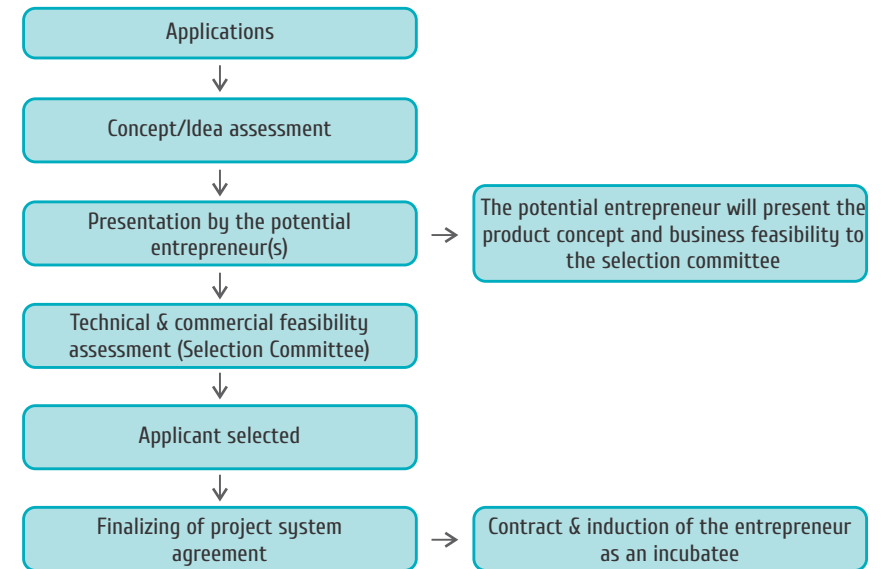 Applications
Concept/Idea assessment
Presentation by the potential
entrepreneur(s)
The potential entrepreneur will present the
product concept and business feasibility to
the selection committee
Technical & commercial feasibility
assessment (Selection Committee)
Applicant selected
Finalizing of project system
agreement
Contract & induction of the entrepreneur
as an incubatee